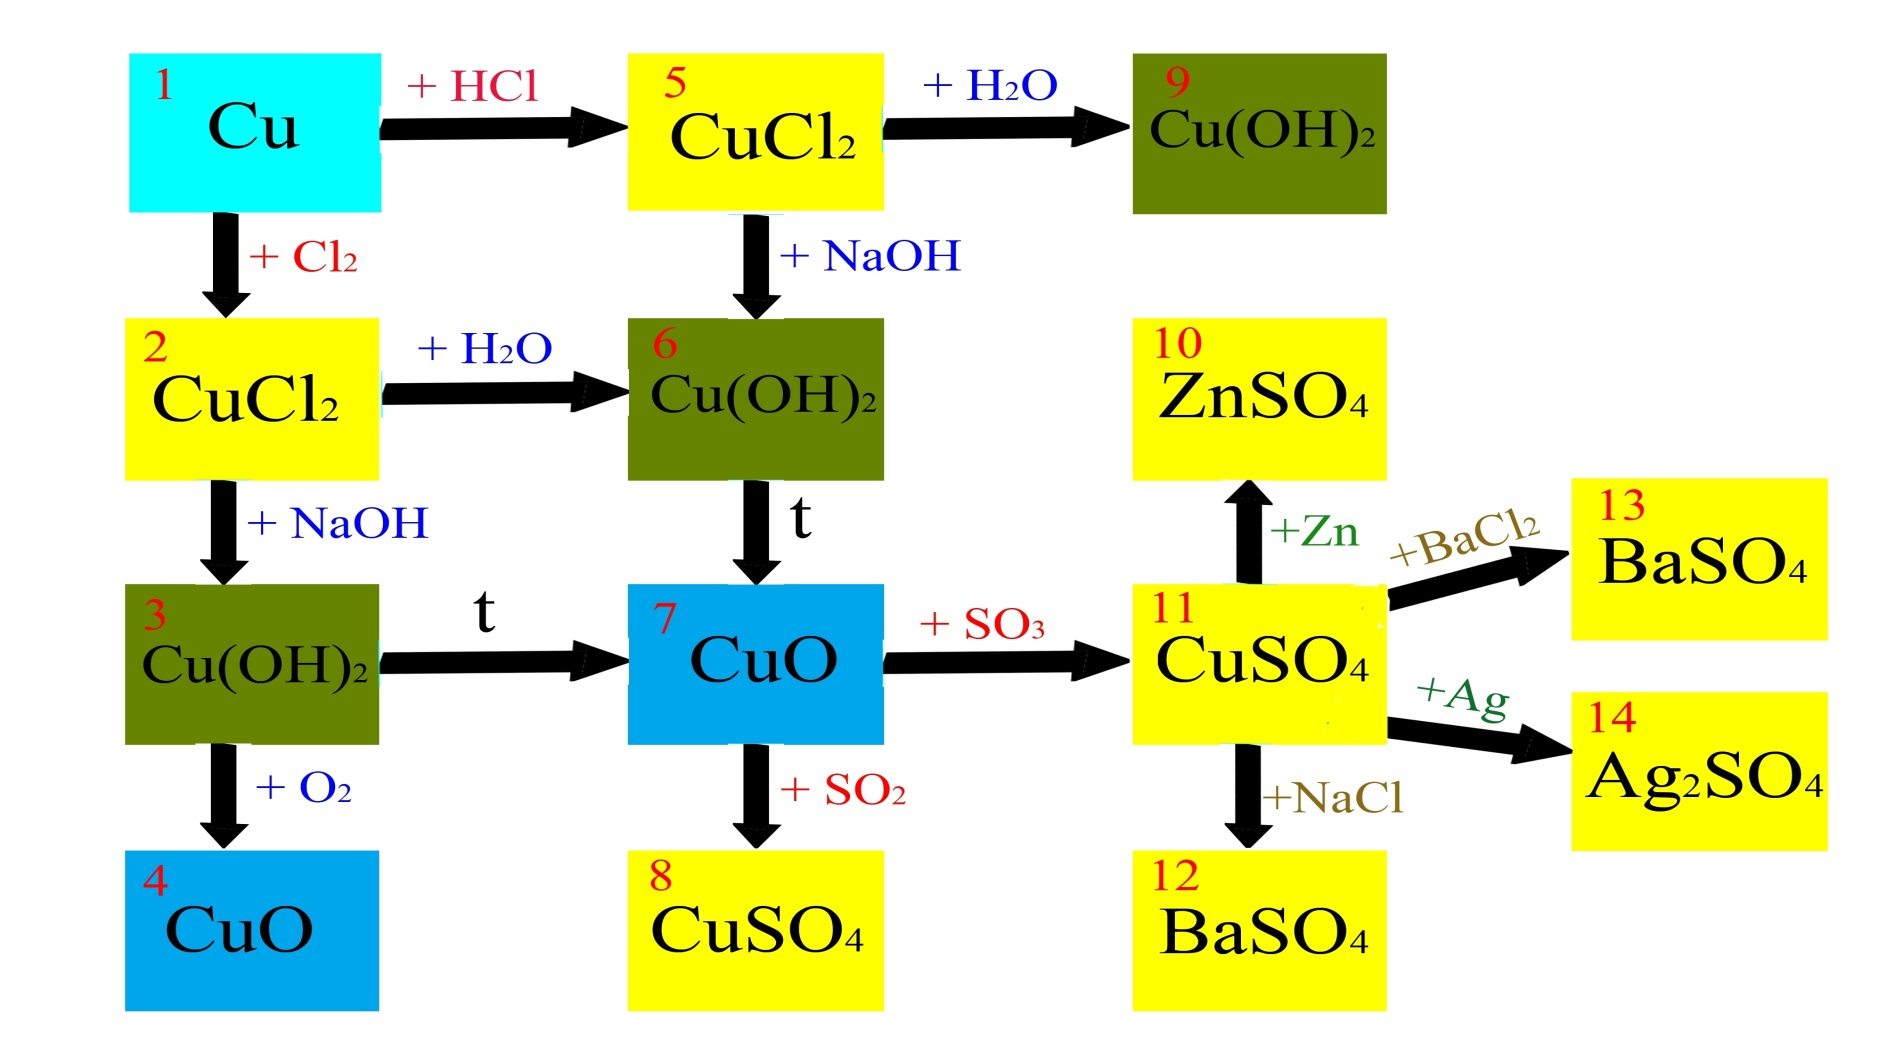 1
Cu
+ HCl
5
CuCl2
+ H2O
9
Cu(OH)2
+ Cl2
+ NaOH
2
CuCl2
+ H2O
6
Cu(OH)2
10
ZnSO4
+ NaOH
t
+Zn
+BaCl2
13
BaSO4
3
Cu(OH)2
t
7
CuO
+ SO3
11
CuSO4
+Ag
14
Ag2SO4
+ O2
+ SO2
+NaCl
4
CuO
8
CuSO4
12
BaSO4